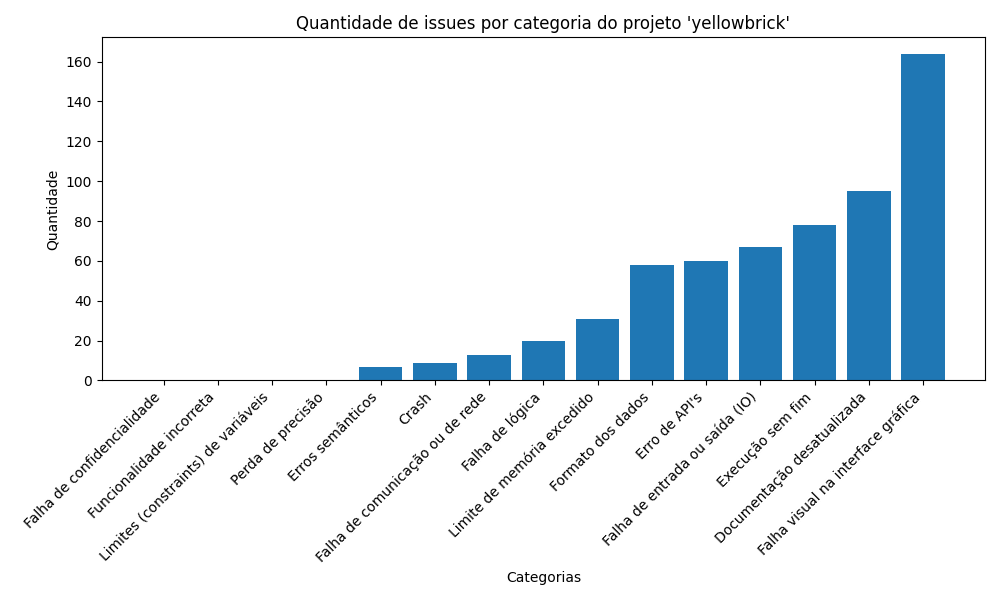 Quantidade de issues por categoria do projeto 'yellowbrick'
Quantidade
160
140
120
100
80
60
40
20
0
Falha de confidencialidade
Funcionalidade incorreta
Limites (constraints) de variáveis
Perda de precisão
Erros semânticos
Crash
Falha de comunicação ou de rede
Falha de lógica
Limite de memória excedido
Formato dos dados
Erro de API's
Falha de entrada ou saída (IO)
Execução sem fim
Documentação desatualizada
Falha visual na interface gráfica
Categorias